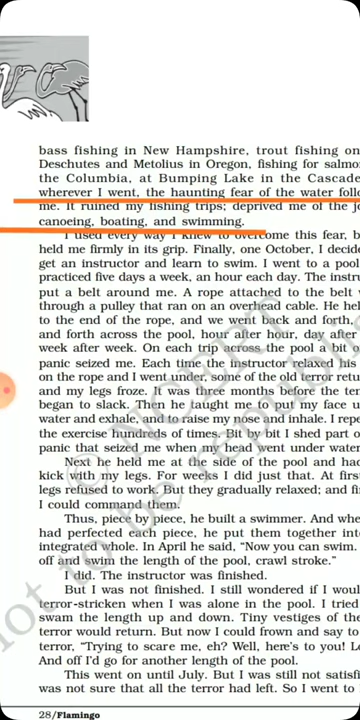 bass fishing in New Hampshire, trout fishing on
Deschutes and Metolius in Oregon, fishing for salmo
the Columbia, at Bumping Lake in the Cascade
wherever I went, the haunting fear of the water follo
me. It ruined my fishing trips; deprived me of the jo
canoeing, boating, and swimming.
I used every way I knew to overcome this fear, b
held me firmly in its grip. Finally, one October, I decide
get an instructor and learn to swim. I went to a pool
practiced five days a week, an hour each day. The instru
put a belt around me. A rope attached to the belt
through a pulley that ran on an overhead cable. He hel
to the end of the rope, and we went back and forth,
and forth across the pool, hour after hour, day after
week after week. On each trip across the pool a bit o
panic seized me. Each time the instructor relaxed his
on the rope and I went under, some of the old terror retu
and my legs froze. It was three months before the ten
began to slack. Then he taught me to put my face u
water and exhale, and to raise my nose and inhale. I repe
the exercise hundreds of times. Bit by bit I shed part o
panic that seized me when my head went under water
Next he held me at the side of the pool and had
kick with my legs. For weeks I did just that. At firs
legs refused to work. But they gradually relaxed; and fi
I could command them.
Thus, piece by piece, he built a swimmer. And whe
had perfected each piece, he put them together int
integrated whole. In April he said, "Now you can swim.
off and swim the length of the pool, crawl stroke."
I did. The instructor was finished.
But I was not finished. I still wondered if I woul
terror-stricken when I was alone in the pool. I tried
swam the length up and down. Tiny vestiges of the
terror would return. But now I could frown and say to
terror, "Trying to scare me, eh? Well, here's to you! L
And off I'd go for another length of the pool.
This went on until July. But I was still not satisfi
was not sure that all the terror had left. So I went to
28/Flamingo
© NCERT
not to be republis